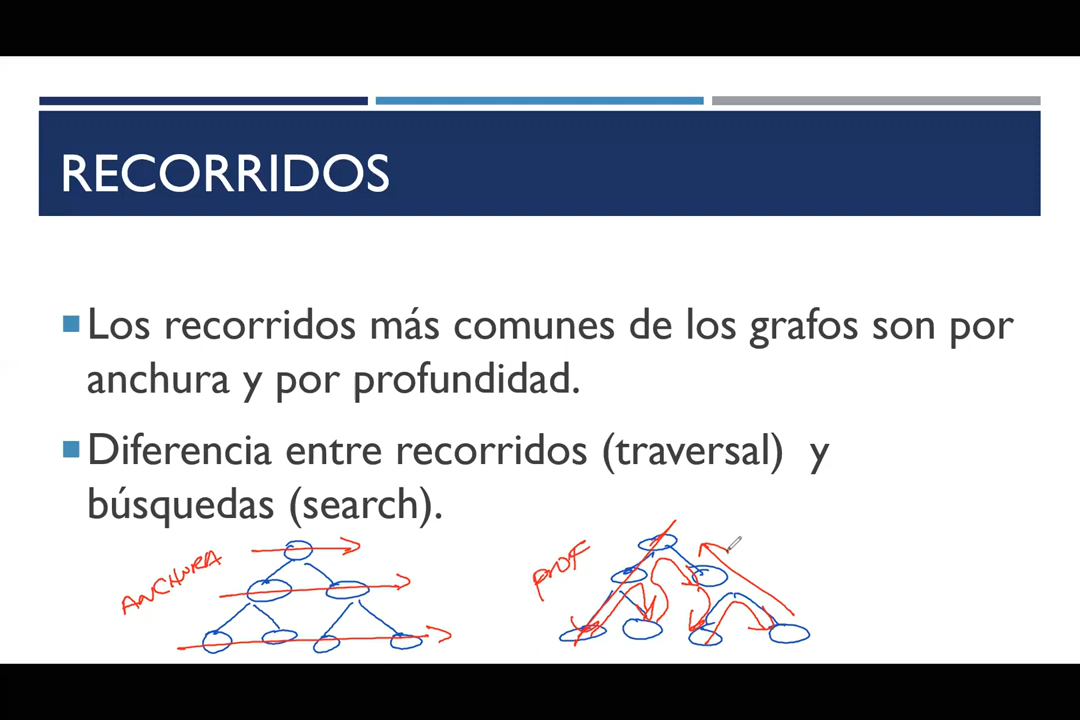 RECORRIDOS
Los recorridos más comunes de los grafos son por
anchura y por profundidad.
Diferencia entre recorridos (traversal) y
búsquedas (search).
ANCHURA
PROF